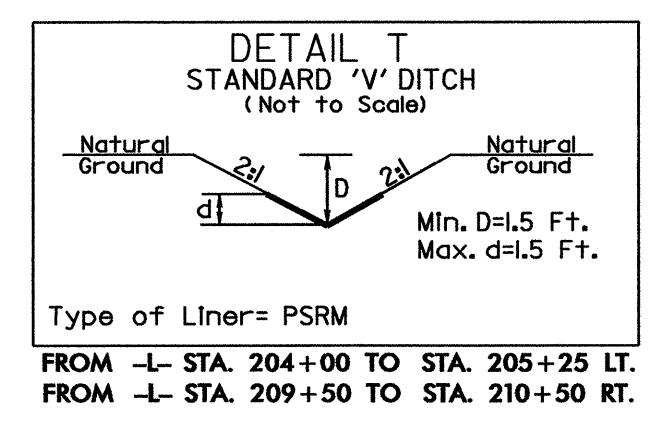 DETAIL T
STANDARD 'V' DITCH
(Not to Scale)
Natural
Ground
2:1
D
2:1
Natural
Ground
d
Min. D=1.5 Ft.
Max. d=1.5 Ft.
Type of Liner= PSRM
FROM -L- STA. 204+00 TO STA. 205+25 LT.
FROM -L- STA. 209+50 TO STA. 210+50 RT.